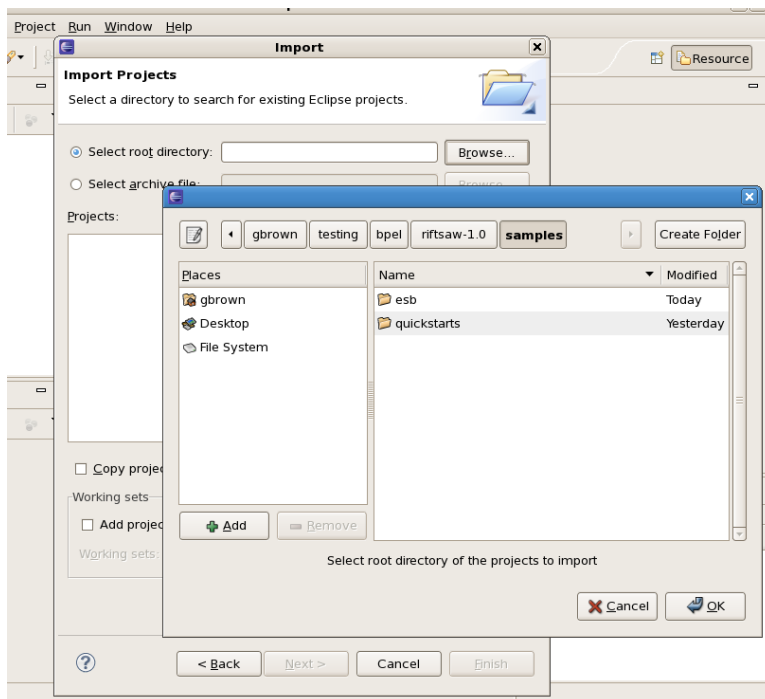 Project Run Window Help
Import
Resource
Import Projects
Select a directory to search for existing Eclipse projects.
Select root directory:
Browse...
Select archive file:
Browse...
Projects:
gbrown testing bpel riftsaw-1.0 samples
Create Folder
Places
Name
Modified
gbrown
esb
Today
Desktop
quickstarts
Yesterday
File System
Copy projec
Working sets
Add projec
Working sets:
Add
Remove
Select root directory of the projects to import
Cancel
OK
< Back
Next >
Cancel
Finish